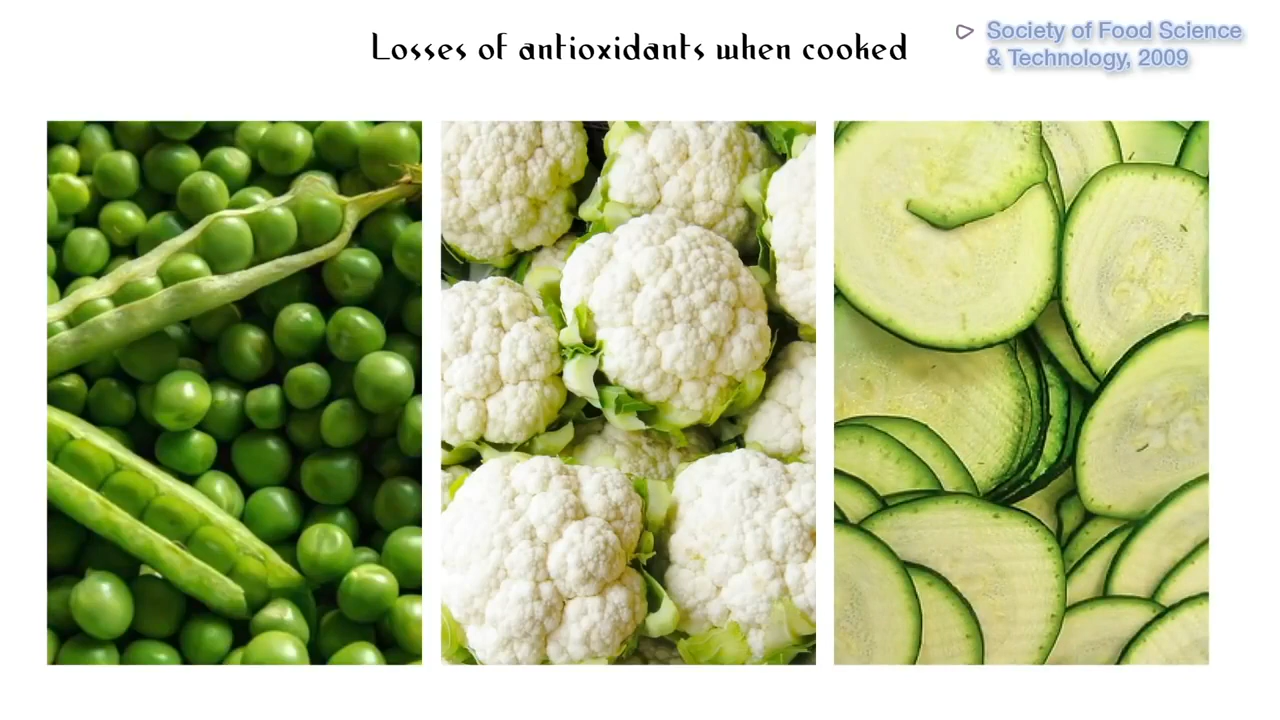 Losses of antioxidants when cooked
Society of Food Science
& Technology, 2009